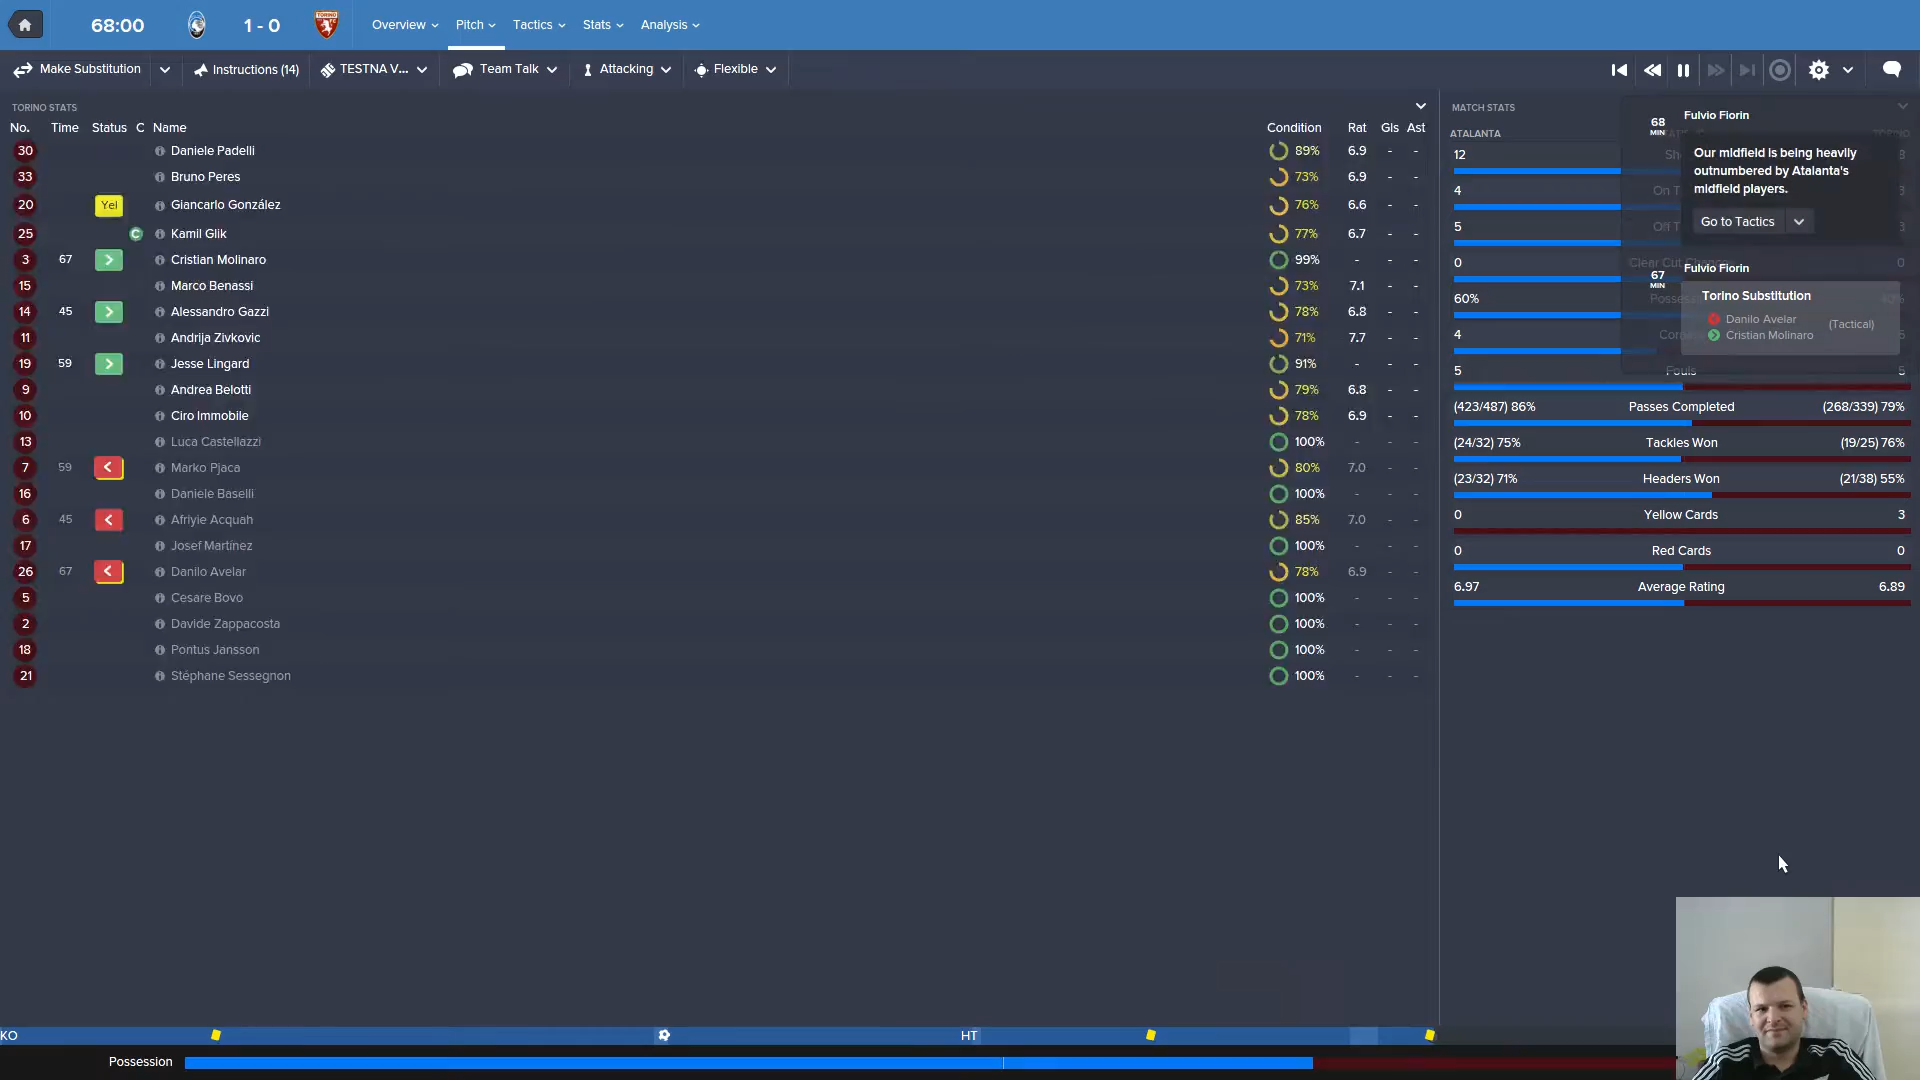 68:00 1 - 0 Overview Pitch Tactics Stats Analysis
Make Substitution Instructions (14) TESTNA V... Team Talk Attacking Flexible
TORINO STATS
No. Time Status C Name Condition Rat Gls Ast
30 Daniele Padelli 89% 6.9 - -
33 Bruno Peres 73% 6.9 - -
20 Yel Giancarlo González 76% 6.6 - -
25 C Kamil Glik 77% 6.7 - -
3 67 Cristian Molinaro 99% - - -
15 Marco Benassi 73% 7.1 - -
14 45 Alessandro Gazzi 78% 6.8 - -
11 Andrija Zivkovic 71% 7.7 - -
19 59 Jesse Lingard 91% - - -
9 Andrea Belotti 79% 6.8 - -
10 Ciro Immobile 78% 6.9 - -
13 Luca Castellazzi 100% - - -
7 59 Marko Pjaca 80% 7.0 - -
16 Daniele Baselli 100% - - -
6 45 Afriyie Acquah 85% 7.0 - -
17 Josef Martínez 100% - - -
26 67 Danilo Avelar 78% 6.9 - -
5 Cesare Bovo 100% - - -
2 Davide Zappacosta 100% - - -
18 Pontus Jansson 100% - - -
21 Stéphane Sessegnon 100% - - -
MATCH STATS
ATALANTA
12
4
5
0 Clear Cut Chances 0
60%
4
5 Fouls 5
(423/487) 86% Passes Completed (268/339) 79%
(24/32) 75% Tackles Won (19/25) 76%
(23/32) 71% Headers Won (21/38) 55%
0 Yellow Cards 3
0 Red Cards 0
6.97 Average Rating 6.89
68 MIN
Fulvio Fiorin
Our midfield is being heavily
outnumbered by Atalanta's
midfield players.
Go to Tactics
67 MIN
Fulvio Fiorin
Torino Substitution
Danilo Avelar
Cristian Molinaro
(Tactical)
KO HT
Possession